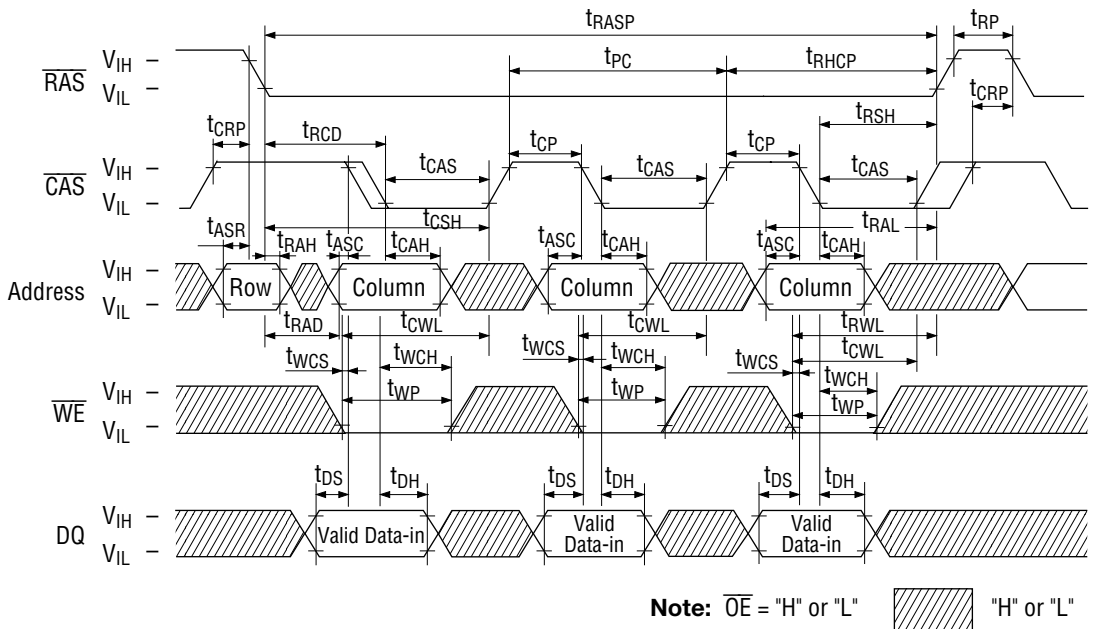 tRASP tRP
tPC tRHCP
RAS VIH – VIL –
tCRP
tRSH
tCRP tRCD tCP tCP
CAS VIH – VIL –
tCAS tCAS tCAS
tCSH tRAL
tASR tRAH tASC tCAH tASC tCAH tASC tCAH
Address VIH – VIL –
Row Column Column Column
tRAD tCWL tCWL tRWL
tCWL
tWCS tWCH tWCS tWCH tWCS tWCH
tWP tWP tWP
WE VIH – VIL –
tDS tDH tDS tDH tDS tDH
DQ VIH – VIL –
Valid Data-in Valid Data-in Valid Data-in
Note: OE = "H" or "L" "H" or "L"